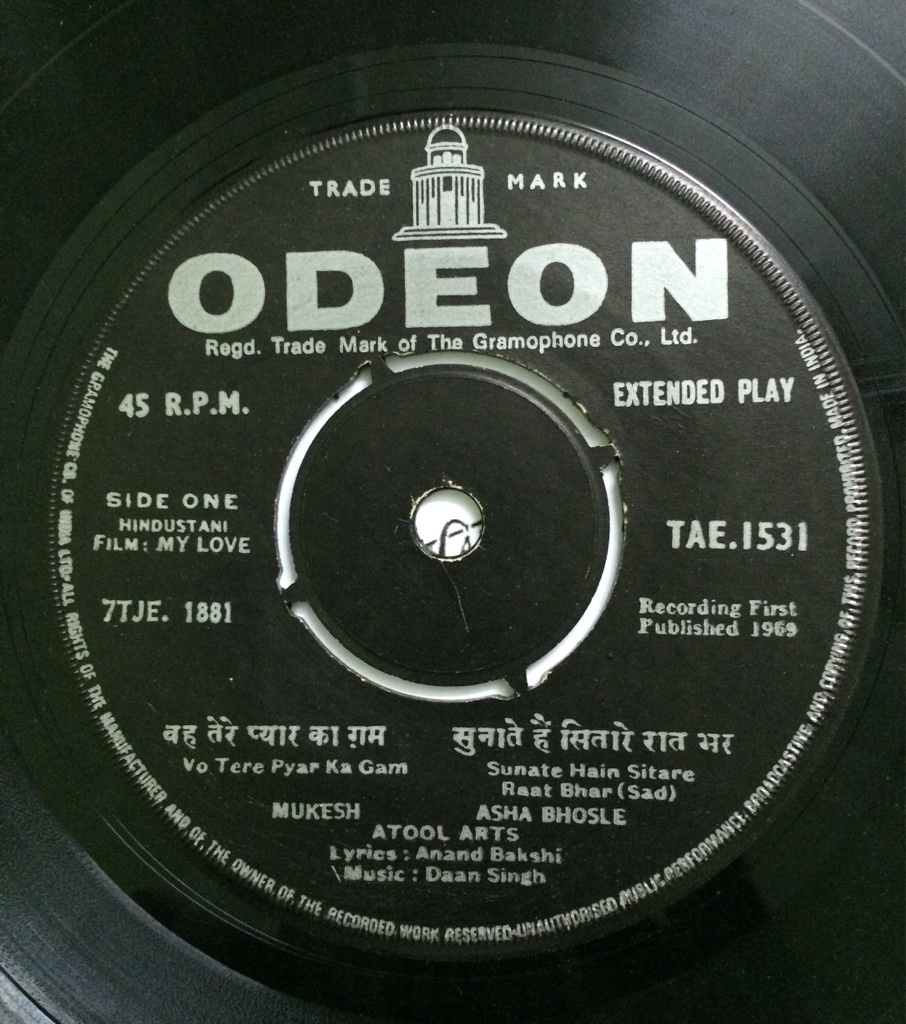 TRADE MARK
ODEON
Regd. Trade Mark of The Gramophone Co., Ltd.
45 R.P.M.
EXTENDED PLAY
SIDE ONE
HINDUSTANI
FILM: MY LOVE
TAE.1531
7TJE. 1881
Recording First
Published 1969
वह तेरे प्यार का ग़म
Vo Tere Pyar Ka Gam
MUKESH
सुनाते हैं सितारे रात भर
Sunate Hain Sitare
Raat Bhar (Sad)
ASHA BHOSLE
ATOOL ARTS
Lyrics : Anand Bakshi
Music : Daan Singh
THE GRAMOPHONE CO. OF INDIA LTD-ALL RIGHTS OF THE MANUFACTURER AND OF THE OWNER OF THE RECORDED WORK RESERVED-UNAUTHORISED PUBLIC PERFORMANCE, BROADCASTING AND COPYING OF THIS RECORD PROHIBITED. MADE IN INDIA.